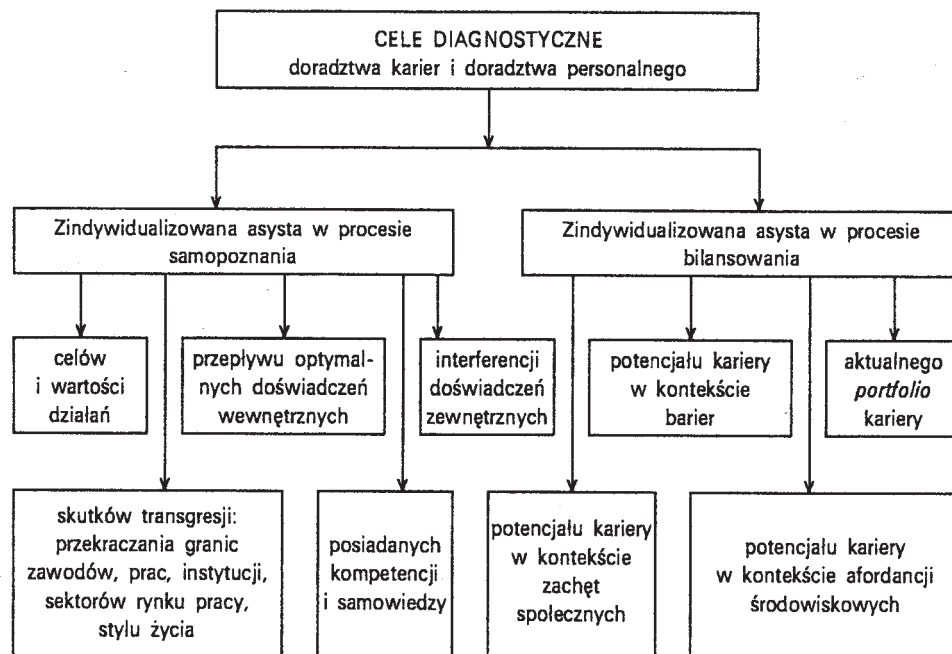 CELE DIAGNOSTYCZNE
doradztwa karier i doradztwa personalnego
Zindywidualizowana asysta w procesie
samopoznania
Zindywidualizowana asysta w procesie
bilansowania
celów
i wartości
działań
przepływu optymal-
nych doświadczeń
wewnętrznych
interferencji
doświadczeń
zewnętrznych
potencjału kariery
w kontekście
barier
aktualnego
portfolio
kariery
skutków transgresji:
przekraczania granic
zawodów, prac, instytucji,
sektorów rynku pracy,
stylu życia
posiadanych
kompetencji
i samowiedzy
potencjału kariery
w kontekście
zachęt
społecznych
potencjału kariery
w kontekście afordancji
środowiskowych